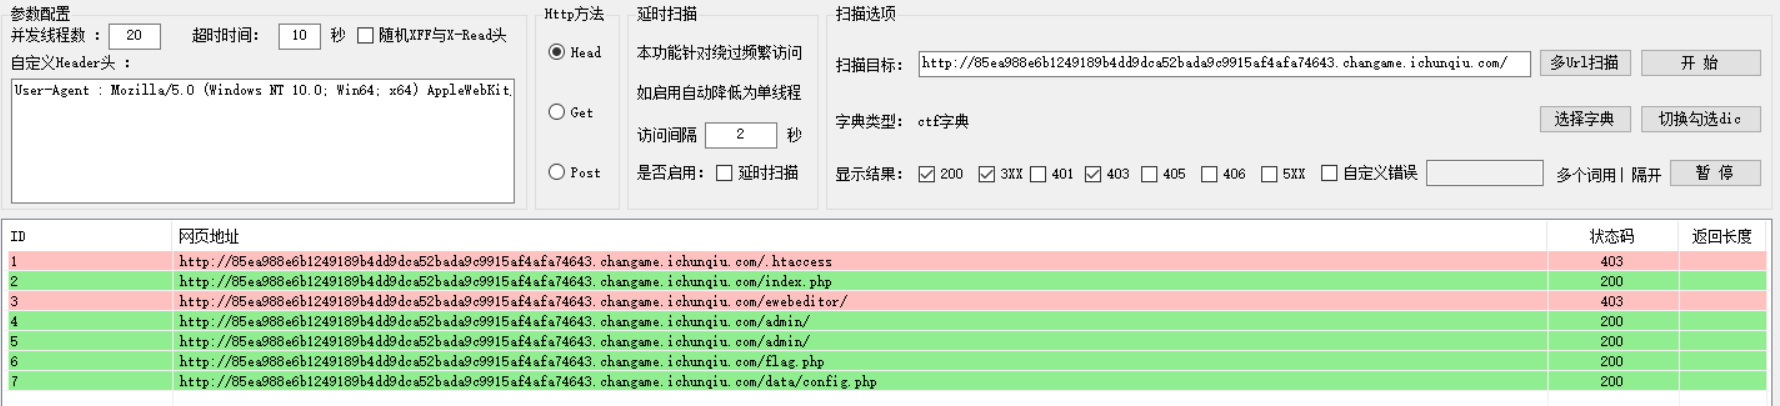 参数配置
并发线程数 : 20 超时时间: 10 秒 随机XFF与X-Read头
自定义Header头 :
User-Agent : Mozilla/5.0 (Windows NT 10.0; Win64; x64) AppleWebKit
Http方法
Head
Get
Post
延时扫描
本功能针对绕过频繁访问
如启用自动降低为单线程
访问间隔 2 秒
是否启用: 延时扫描
扫描选项
扫描目标: http://85ea988e6b1249189b4dd9dca52bada9c9915af4afa74643.changame.ichunqiu.com/ 多Url扫描 开 始
字典类型: ctf字典 选择字典 切换勾选dic
显示结果: 200 3XX 401 403 405 406 5XX 自定义错误 多个词用| 隔开 暂 停
ID 网页地址 状态码 返回长度
1 http://85ea988e6b1249189b4dd9dca52bada9c9915af4afa74643.changame.ichunqiu.com/.htaccess 403
2 http://85ea988e6b1249189b4dd9dca52bada9c9915af4afa74643.changame.ichunqiu.com/index.php 200
3 http://85ea988e6b1249189b4dd9dca52bada9c9915af4afa74643.changame.ichunqiu.com/ewebeditor/ 403
4 http://85ea988e6b1249189b4dd9dca52bada9c9915af4afa74643.changame.ichunqiu.com/admin/ 200
5 http://85ea988e6b1249189b4dd9dca52bada9c9915af4afa74643.changame.ichunqiu.com/admin/ 200
6 http://85ea988e6b1249189b4dd9dca52bada9c9915af4afa74643.changame.ichunqiu.com/flag.php 200
7 http://85ea988e6b1249189b4dd9dca52bada9c9915af4afa74643.changame.ichunqiu.com/data/config.php 200